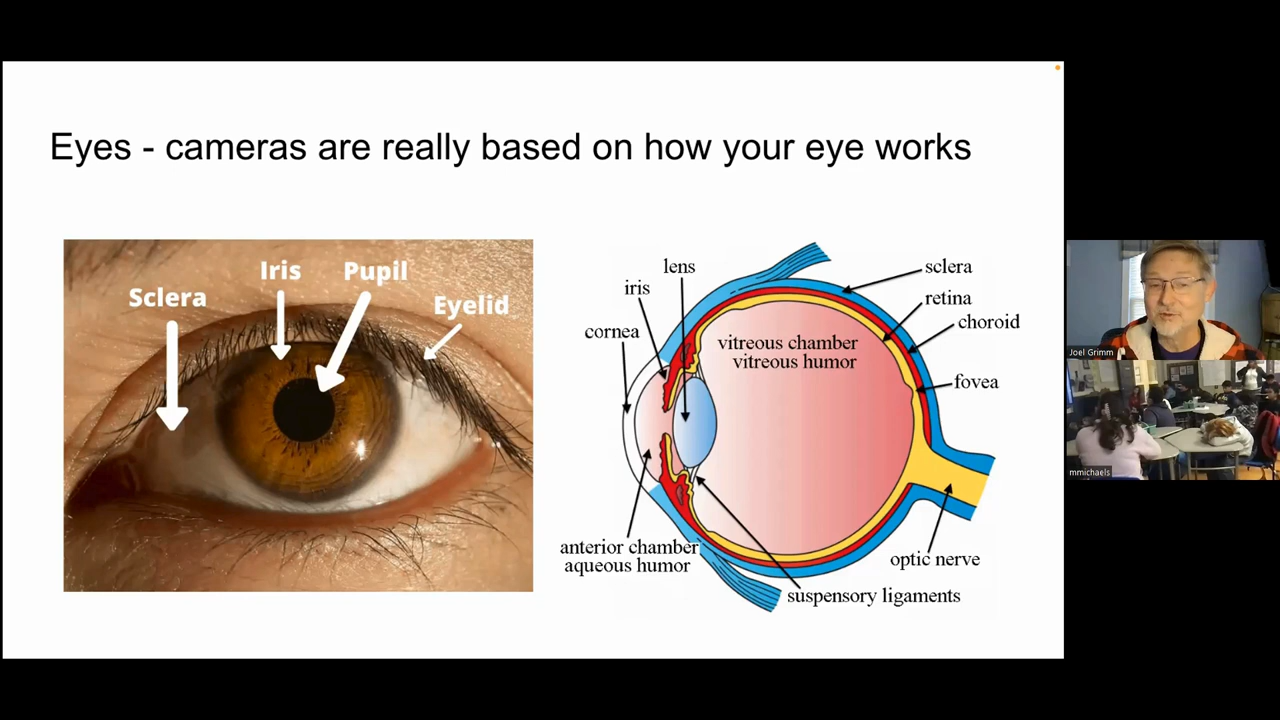 Eyes - cameras are really based on how your eye works
Sclera
Iris
Pupil
Eyelid
lens
iris
cornea
sclera
retina
choroid
vitreous chamber
vitreous humor
fovea
anterior chamber
aqueous humor
optic nerve
suspensory ligaments
Joel Grimm
mmichaels